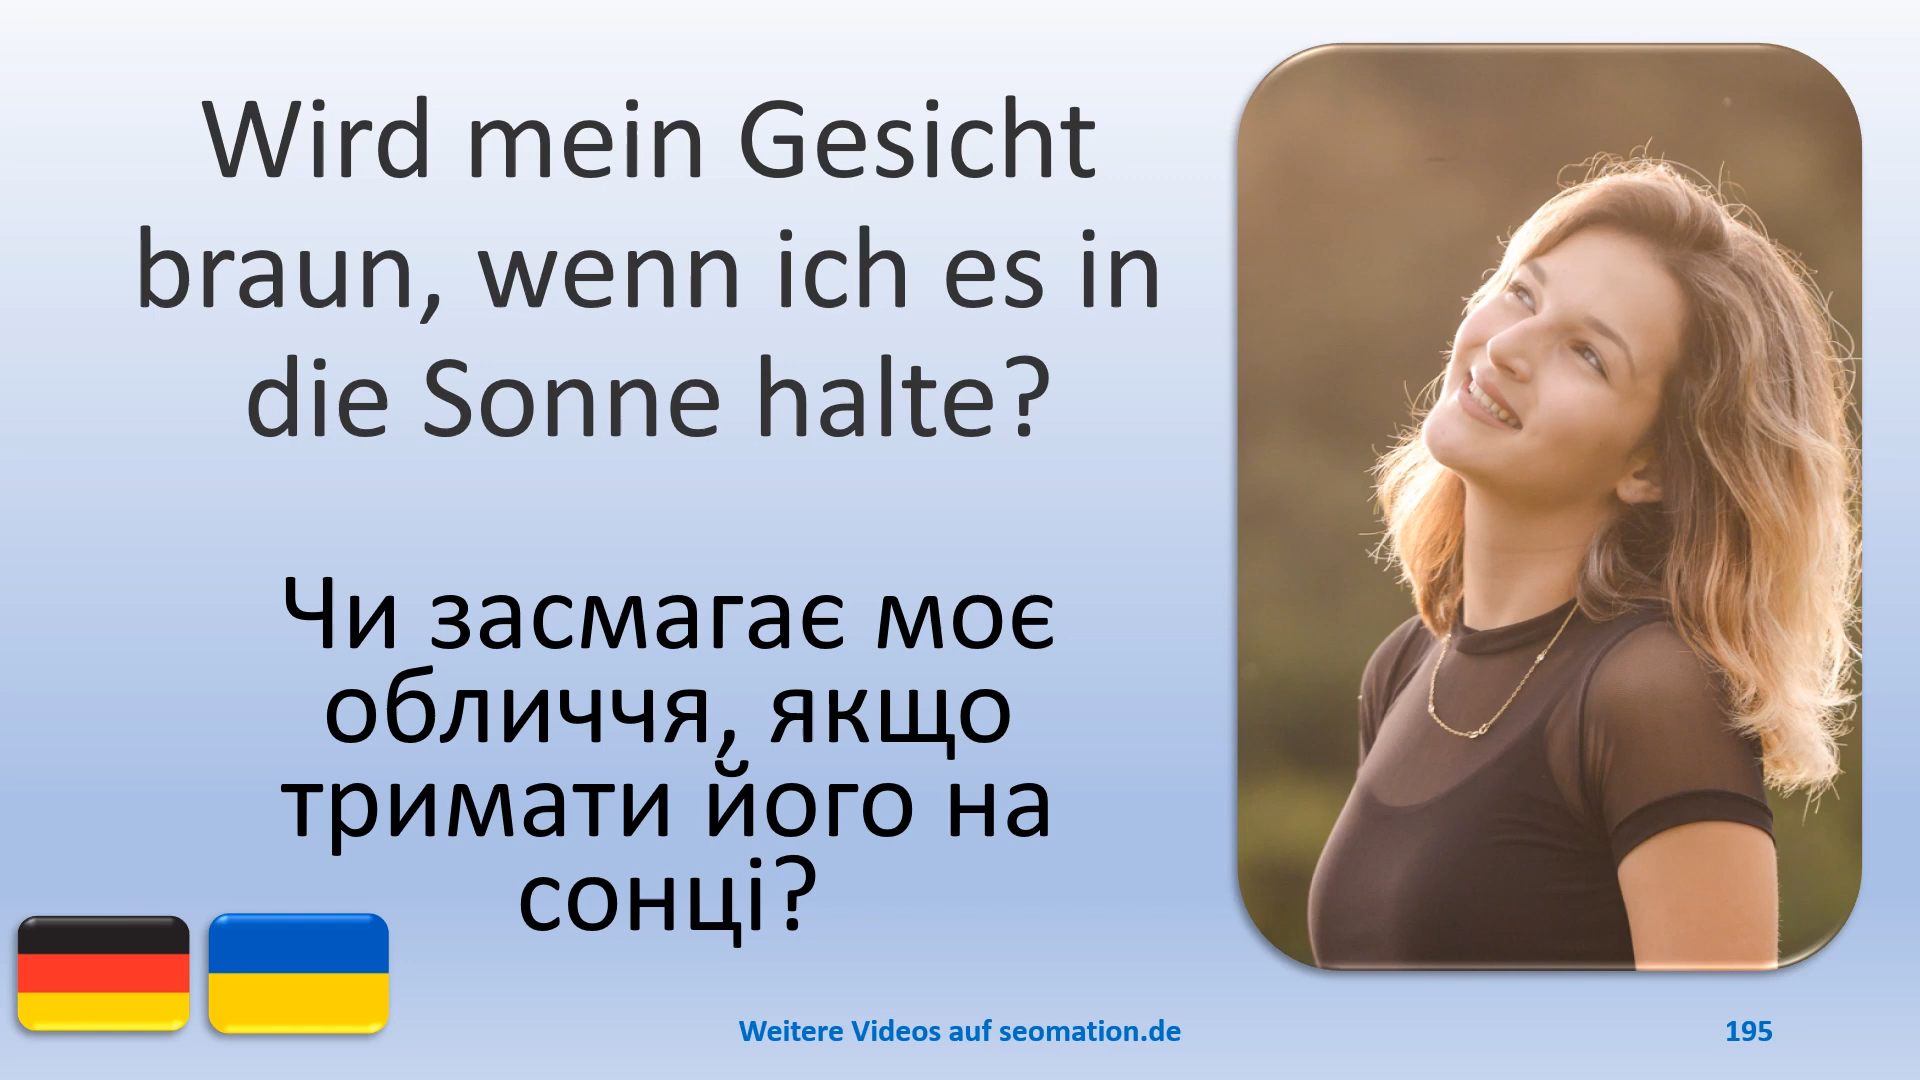 Wird mein Gesicht
braun, wenn ich es in
die Sonne halte?
Чи засмагає моє
обличчя, якщо
тримати його на
сонці?
Weitere Videos auf seomation.de
195